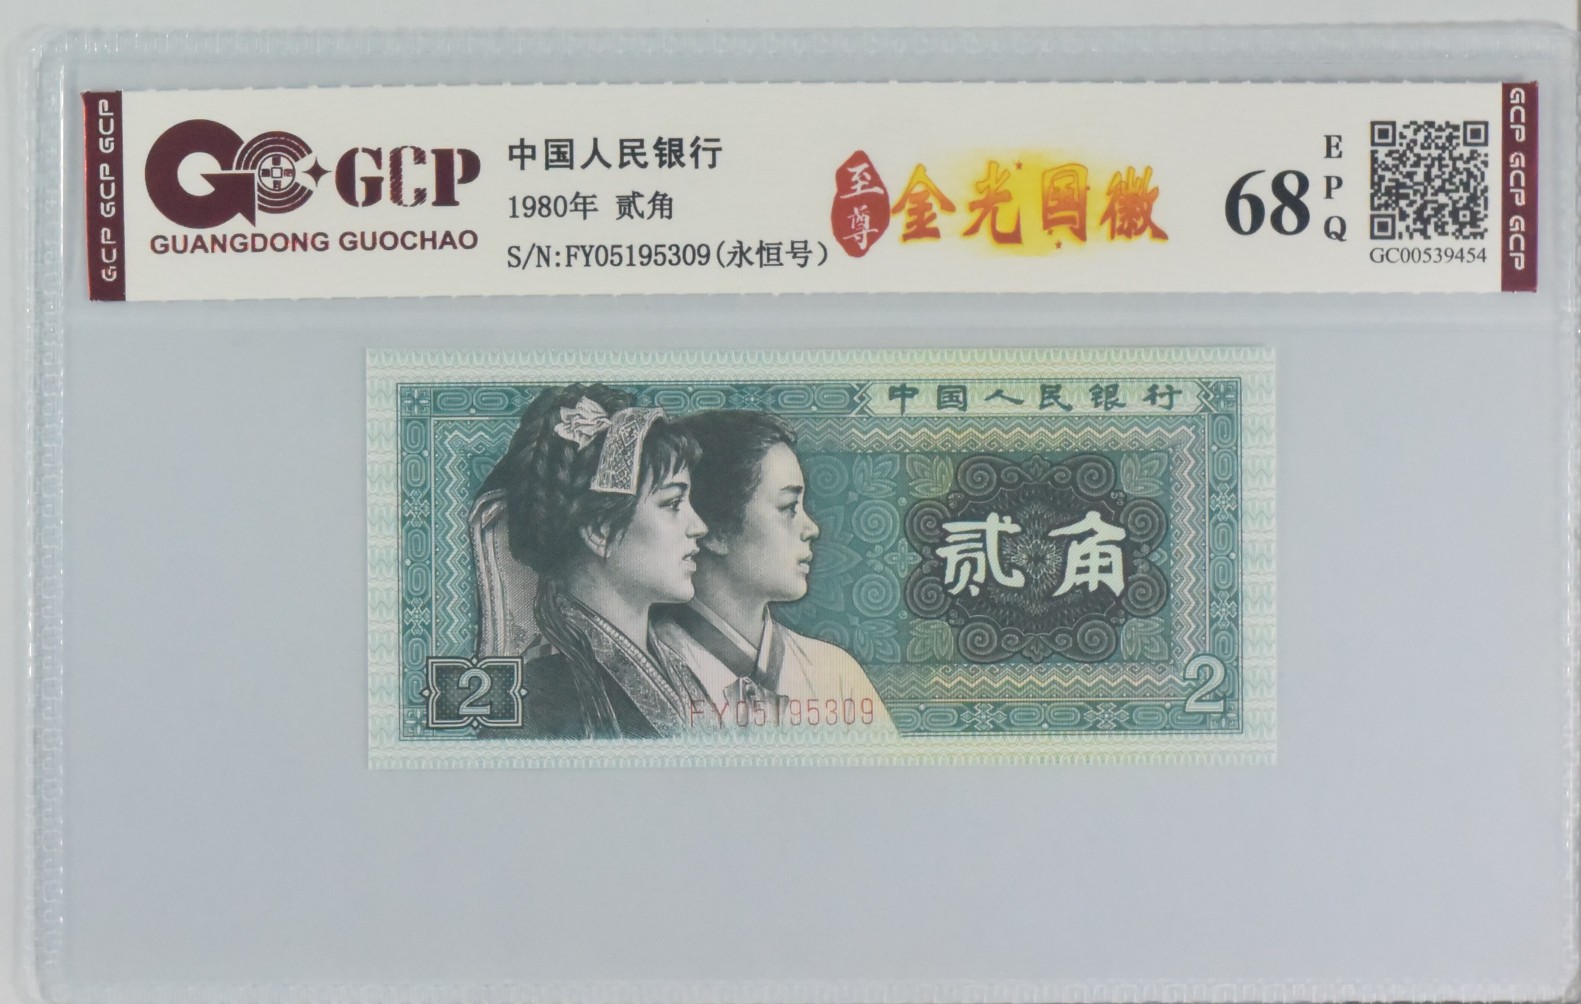 GCP GCP GCP
GCP
GUANGDONG GUOCHAO
中国人民银行
1980年 贰角
S/N:FY05195309(永恒号)
至尊
金光国徽
68
EPQ
GC00539454
GCP GCP GCP
中国人民银行
贰角
2
2
FY05195309